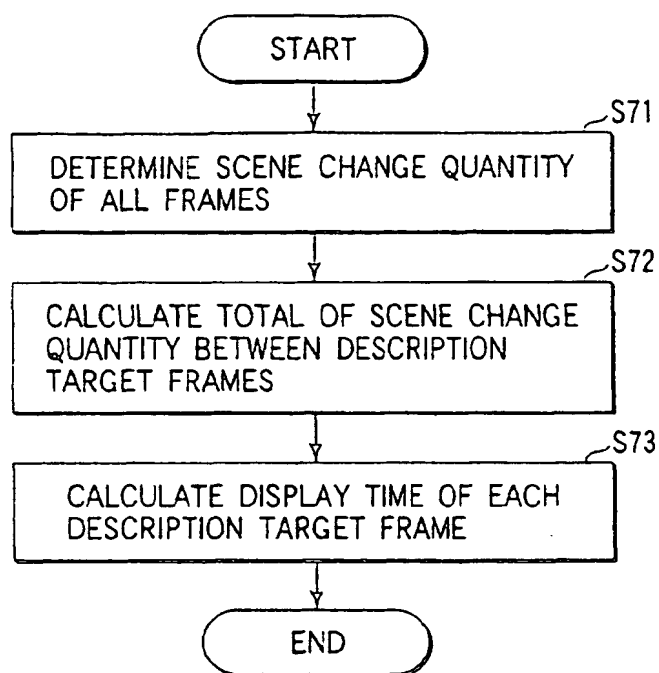 START
S71
DETERMINE SCENE CHANGE QUANTITY
OF ALL FRAMES
S72
CALCULATE TOTAL OF SCENE CHANGE
QUANTITY BETWEEN DESCRIPTION
TARGET FRAMES
S73
CALCULATE DISPLAY TIME OF EACH
DESCRIPTION TARGET FRAME
END